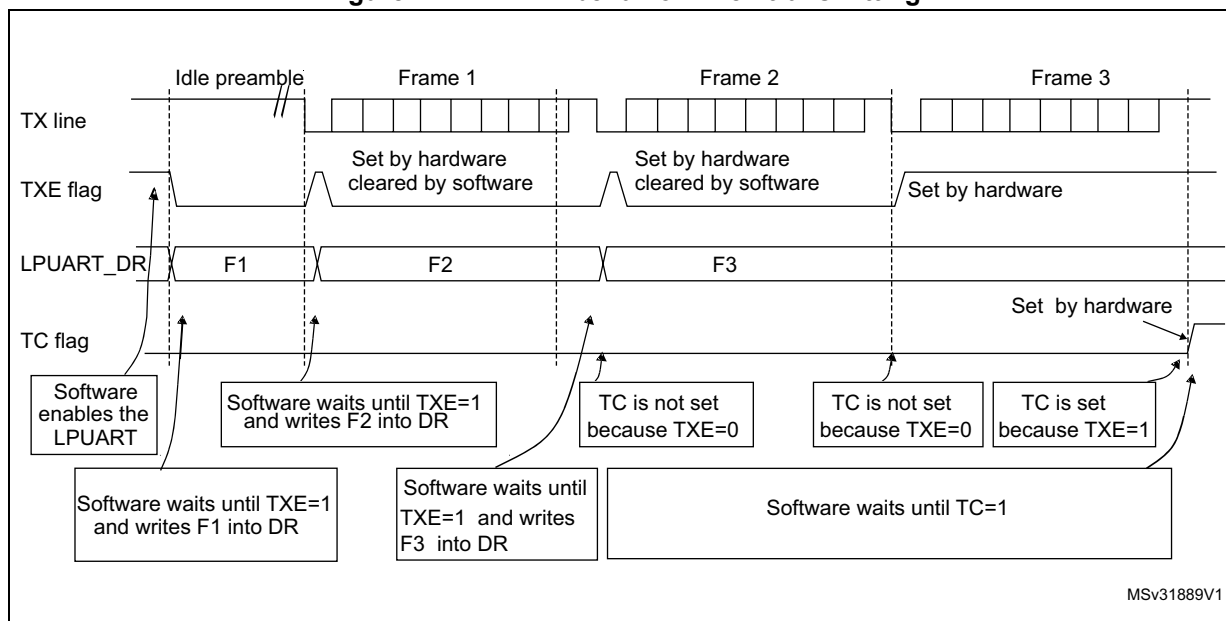 Idle preamble
Frame 1
Frame 2
Frame 3
TX line
TXE flag
Set by hardware
cleared by software
Set by hardware
cleared by software
Set by hardware
LPUART_DR
F1
F2
F3
TC flag
Set by hardware
Software
enables the
LPUART
Software waits until TXE=1
and writes F2 into DR
TC is not set
because TXE=0
TC is not set
because TXE=0
TC is set
because TXE=1
Software waits until TXE=1
and writes F1 into DR
Software waits until
TXE=1 and writes
F3 into DR
Software waits until TC=1
MSv31889V1